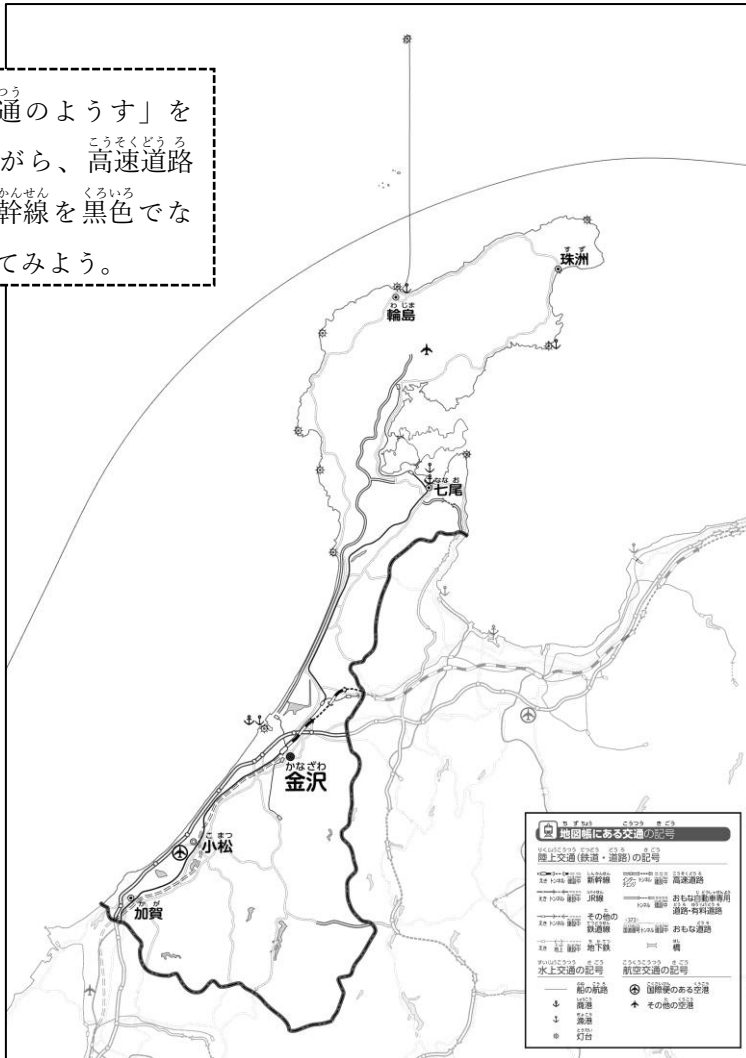 通のようす」を
がら、高速道路
幹線を黒色でな
てみよう。
珠洲
輪島
七尾
金沢
小松
加賀
地図帳にある交通の記号
陸上交通(鉄道・道路)の記号
新幹線
高速道路
JR線
おもな自動車専用
道路・有料道路
その他の
鉄道線
おもな道路
地下鉄
橋
水上交通の記号
航空交通の記号
船の航路
国際便のある空港
商港
その他の空港
漁港
灯台